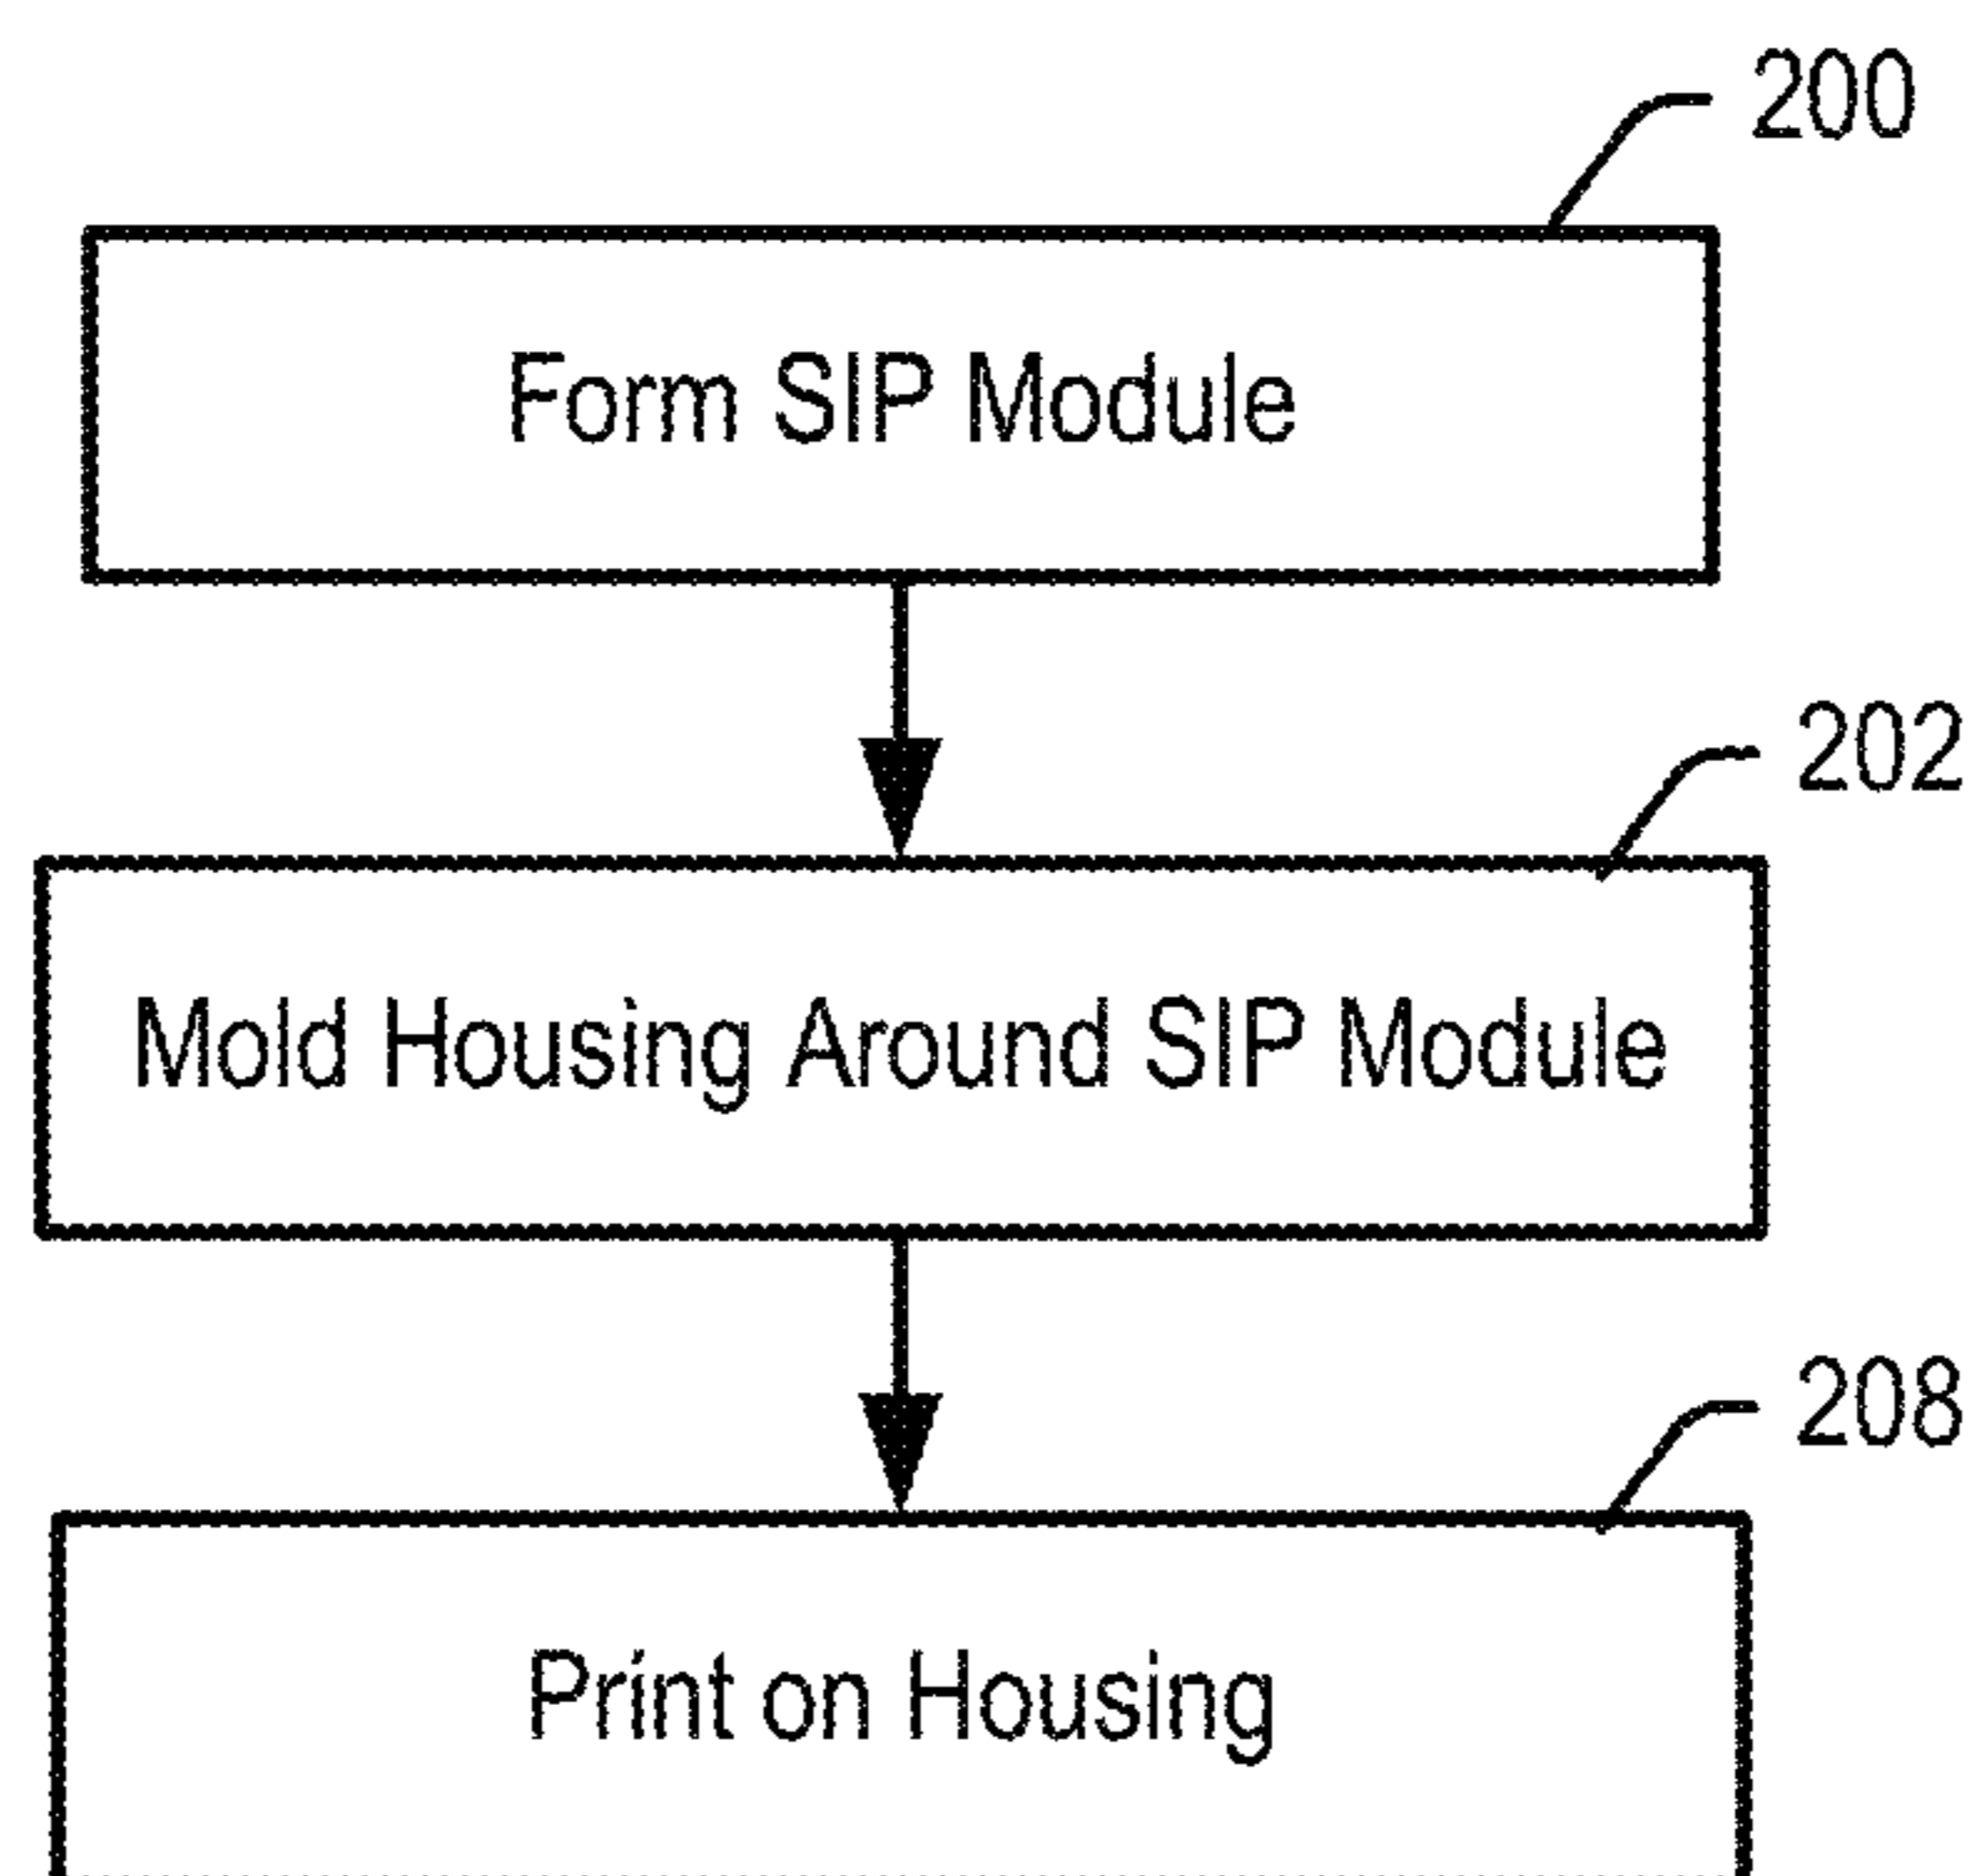 200
Form SIP Module
202
Mold Housing Around SIP Module
208
Print on Housing